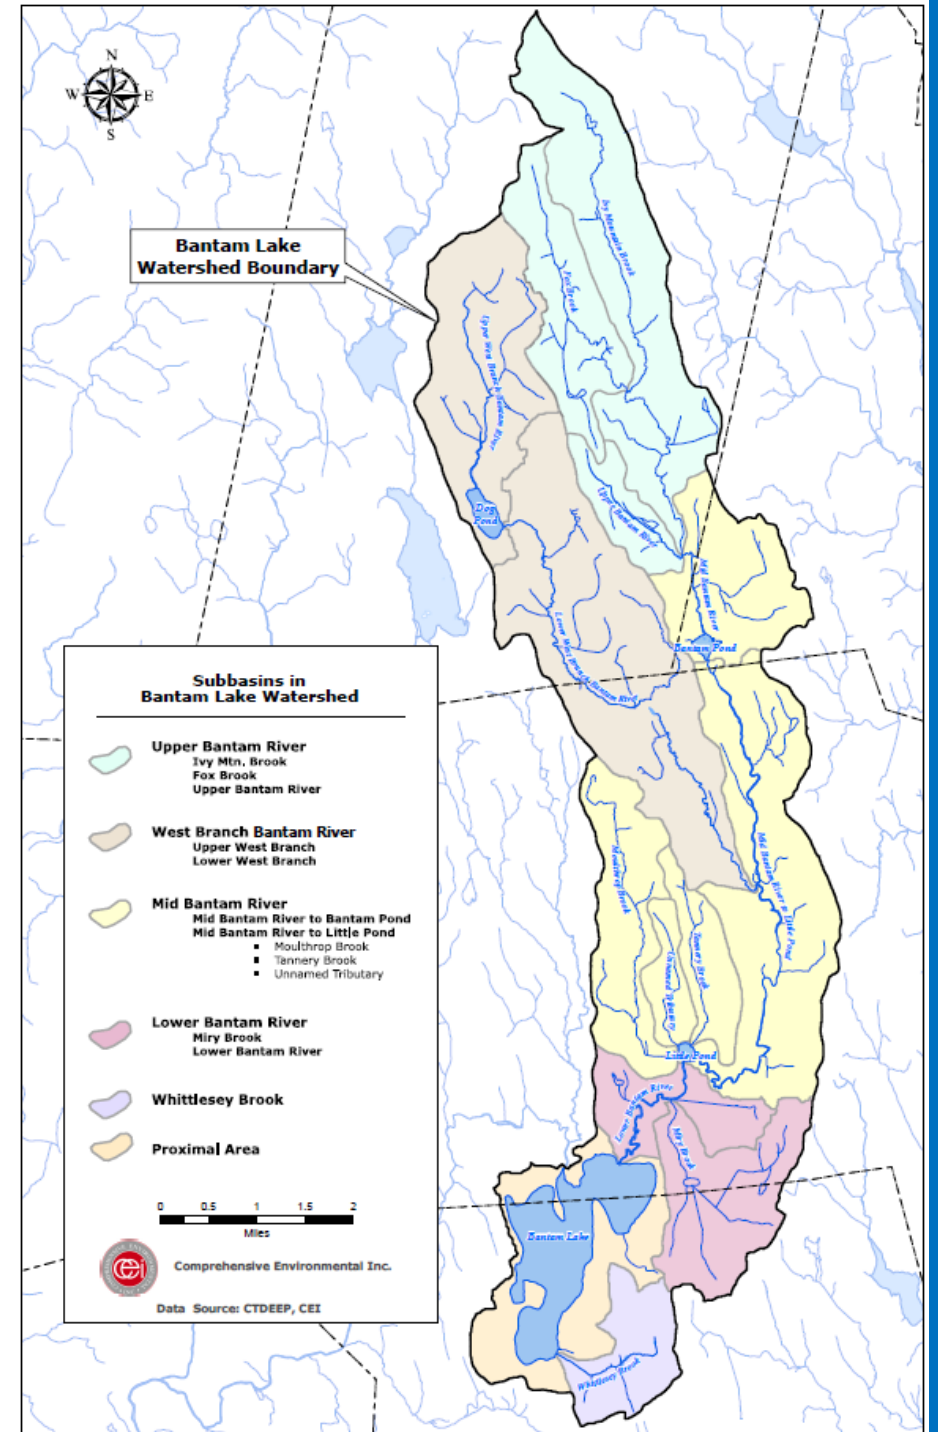 N
W E
S
Bantam Lake
Watershed Boundary
Ivy Mountain Brook
Fox Brook
Upper West Branch Bantam River
Dog
Pond
Upper Bantam River
Mid Bantam River
Bantam Pond
Lower West Branch Bantam River
Mid Bantam River to Little Pond
Moulthrop Brook
Tannery Brook
Unnamed Tributary
Little Pond
Lower Bantam River
Miry Brook
Bantam Lake
Whittlesey Brook
Subbasins in
Bantam Lake Watershed
Upper Bantam River
Ivy Mtn. Brook
Fox Brook
Upper Bantam River
West Branch Bantam River
Upper West Branch
Lower West Branch
Mid Bantam River
Mid Bantam River to Bantam Pond
Mid Bantam River to Little Pond
▪ Moulthrop Brook
▪ Tannery Brook
▪ Unnamed Tributary
Lower Bantam River
Miry Brook
Lower Bantam River
Whittlesey Brook
Proximal Area
0 0.5 1 1.5 2
Miles
cei
Comprehensive Environmental Inc.
Data Source: CTDEEP, CEI